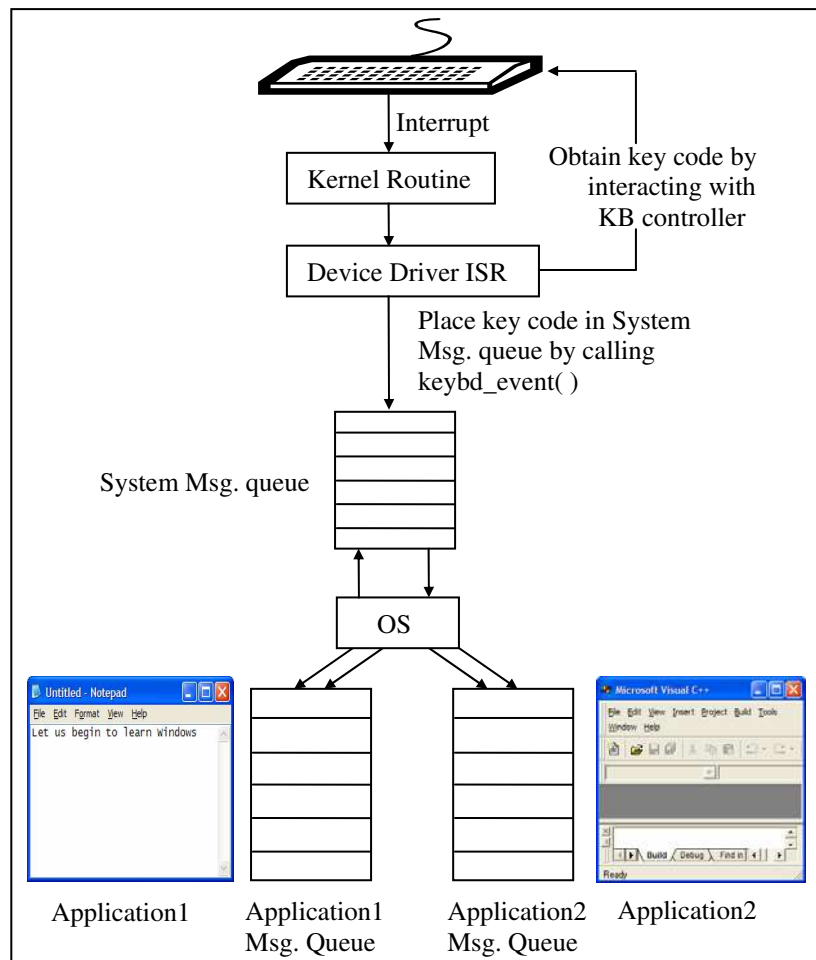 Interrupt
Kernel Routine
Obtain key code by
interacting with
KB controller
Device Driver ISR
Place key code in System
Msg. queue by calling
keybd_event( )
System Msg. queue
OS
Untitled - Notepad
File Edit Format View Help
Let us begin to learn Windows
Microsoft Visual C++
File Edit View Insert Project Build Tools
Window Help
Build Debug Find in
Ready
Application1
Application1
Msg. Queue
Application2
Msg. Queue
Application2